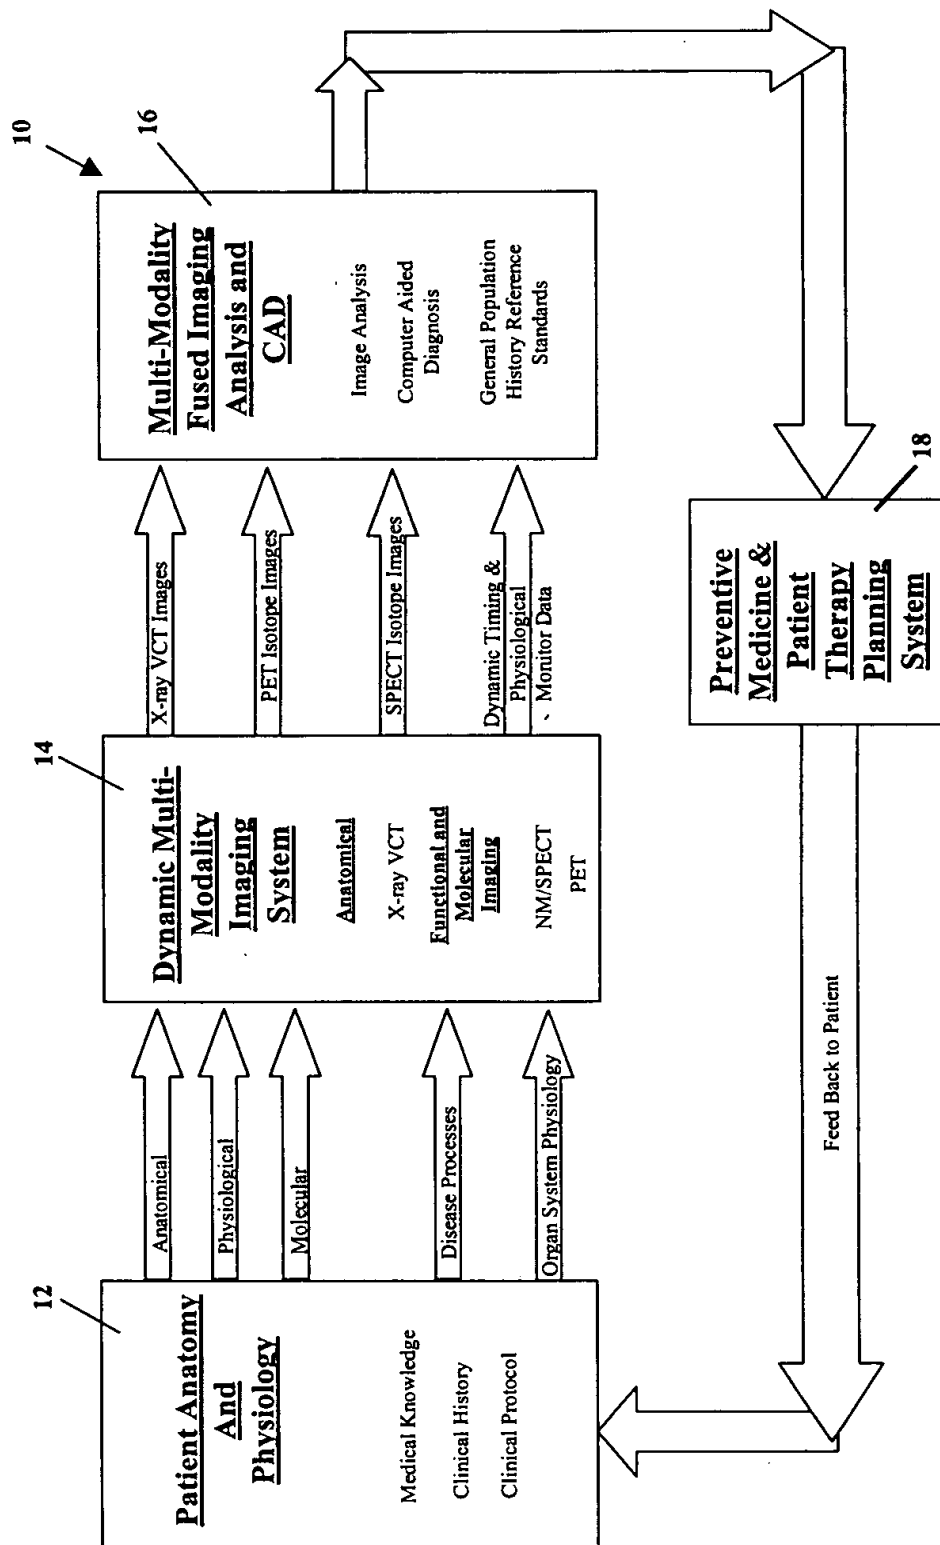 10
12
Patient Anatomy
And
Physiology
Medical Knowledge
Clinical History
Clinical Protocol
Anatomical
Physiological
Molecular
Disease Processes
Organ System Physiology
14
Dynamic Multi-
Modality
Imaging
System
Anatomical
X-ray VCT
Functional and
Molecular
Imaging
NM/SPECT
PET
X-ray VCT Images
PET Isotope Images
SPECT Isotope Images
Dynamic Timing &
Physiological
Monitor Data
16
Multi-Modality
Fused Imaging
Analysis and
CAD
Image Analysis
Computer Aided
Diagnosis
General Population
History Reference
Standards
18
Preventive
Medicine &
Patient
Therapy
Planning
System
Feed Back to Patient